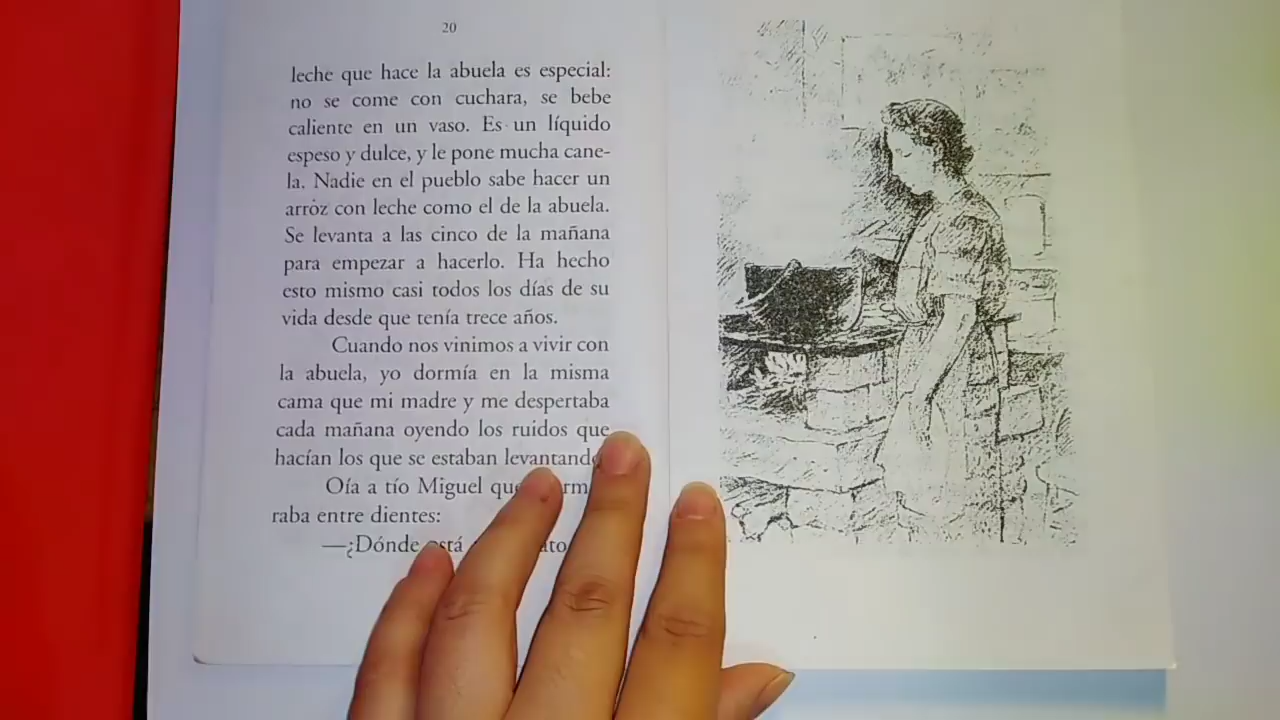 20
leche que hace la abuela es especial:
no se come con cuchara, se bebe
caliente en un vaso. Es un líquido
espeso y dulce, y le pone mucha cane-
la. Nadie en el pueblo sabe hacer un
arroz con leche como el de la abuela.
Se levanta a las cinco de la mañana
para empezar a hacerlo. Ha hecho
esto mismo casi todos los días de su
vida desde que tenía trece años.
Cuando nos vinimos a vivir con
la abuela, yo dormía en la misma
cama que mi madre y me despertaba
cada mañana oyendo los ruidos que
hacían los que se estaban levantando.
Oía a tío Miguel que
raba entre dientes:
—¿Dónde está